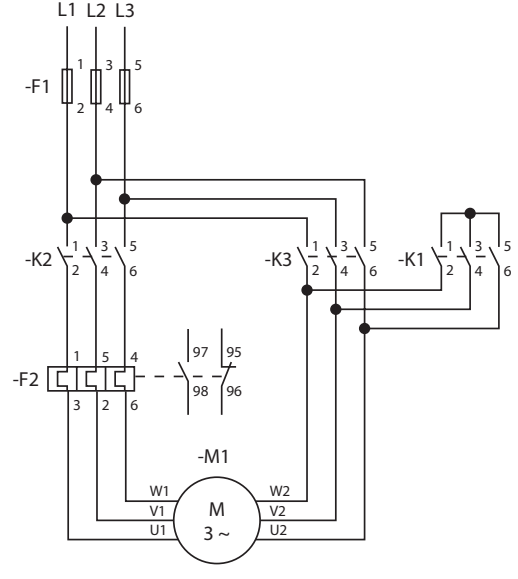 L1 L2 L3
1 3 5
-F1
2 4 6
-K2 1 3 5
2 4 6
-K3 1 3 5
2 4 6
-K1 1 3 5
2 4 6
1 5 4
-F2
3 2 6
97 95
98 96
-M1
W1 W2
V1 M V2
U1 3 ~ U2